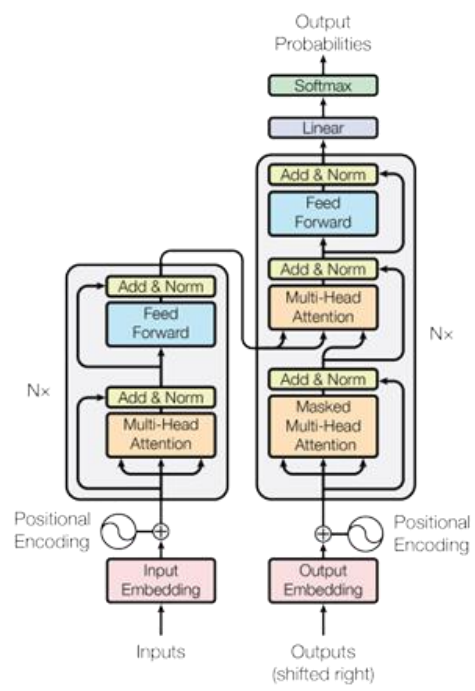 Output
Probabilities
Softmax
Linear
Add & Norm
Feed
Forward
Add & Norm
Multi-Head
Attention
Add & Norm
Masked
Multi-Head
Attention
Nx
Add & Norm
Feed
Forward
Add & Norm
Multi-Head
Attention
Nx
Positional
Encoding
Positional
Encoding
Input
Embedding
Output
Embedding
Inputs
Outputs
(shifted right)